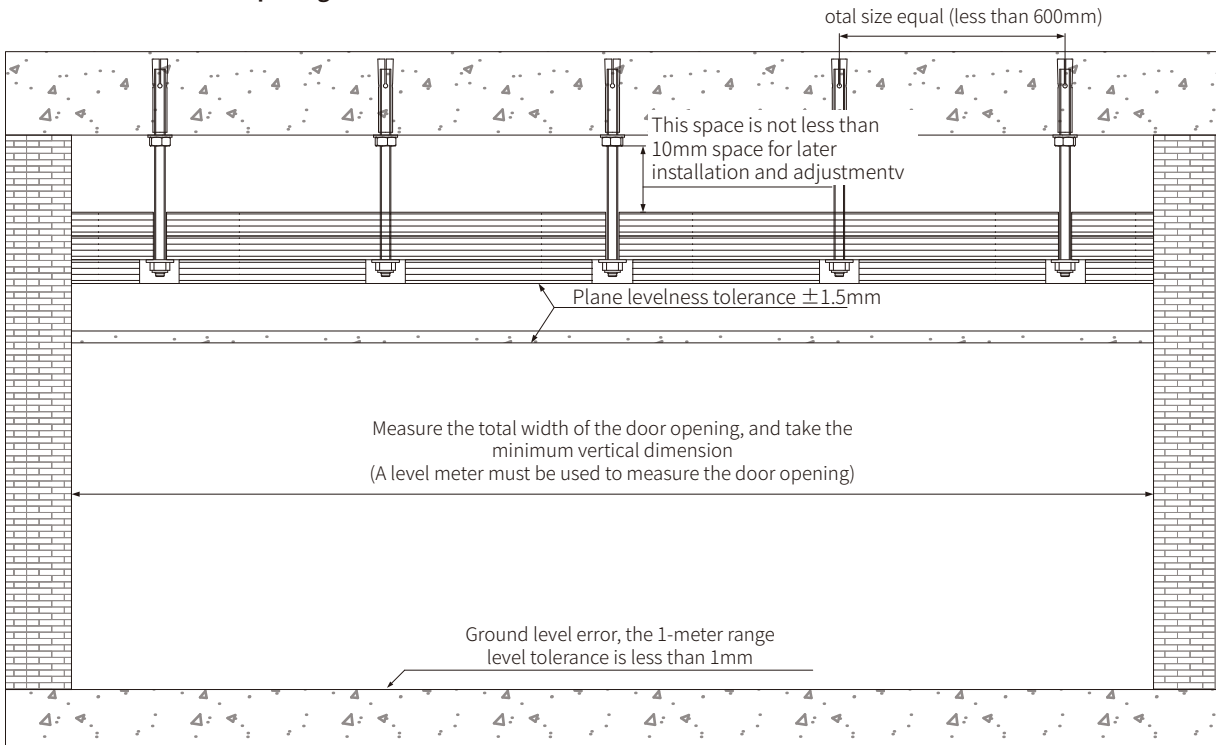 otal size equal (less than 600mm)
This space is not less than
10mm space for later
installation and adjustmentv
Plane levelness tolerance ±1.5mm
Measure the total width of the door opening, and take the
minimum vertical dimension
(A level meter must be used to measure the door opening)
Ground level error, the 1-meter range
level tolerance is less than 1mm